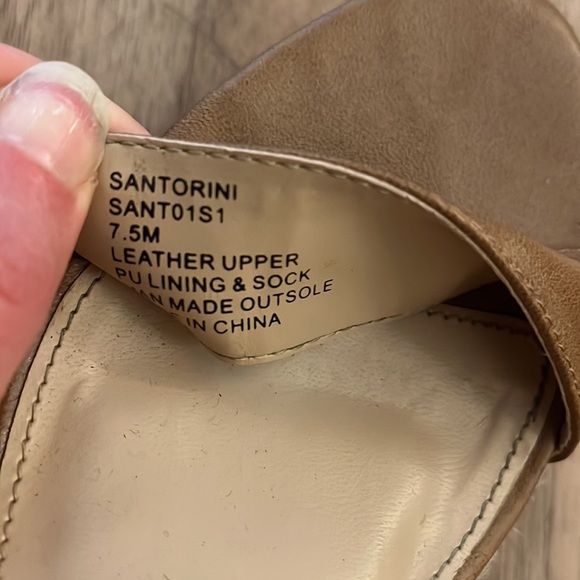 SANTORINI
SANT01S1
7.5M
LEATHER UPPER
PU LINING & SOCK
MADE OUTSOLE
IN CHINA